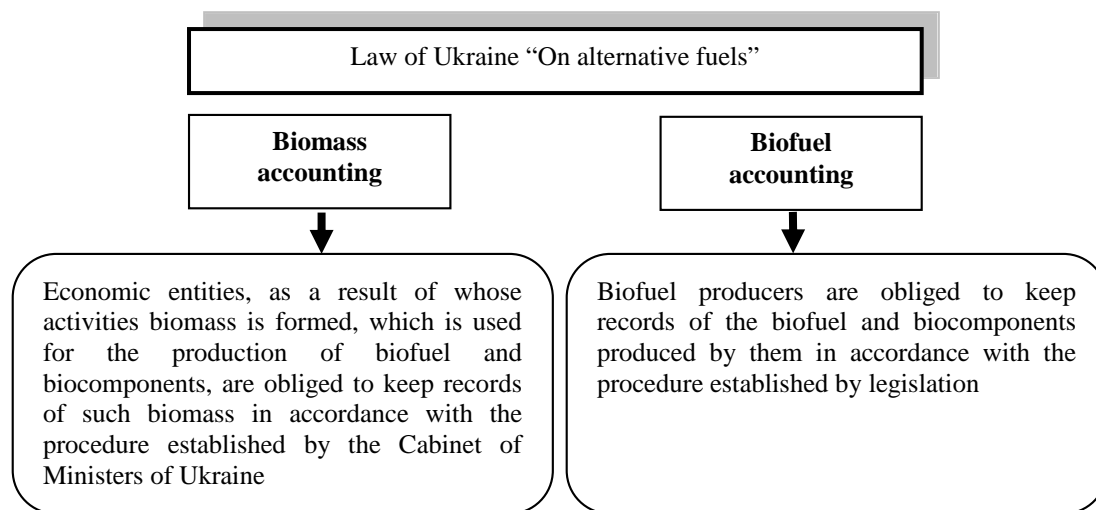 Law of Ukraine “On alternative fuels”
Biomass
accounting
Biofuel
accounting
Economic entities, as a result of whose
activities biomass is formed, which is used
for the production of biofuel and
biocomponents, are obliged to keep records
of such biomass in accordance with the
procedure established by the Cabinet of
Ministers of Ukraine
Biofuel producers are obliged to keep
records of the biofuel and biocomponents
produced by them in accordance with the
procedure established by legislation